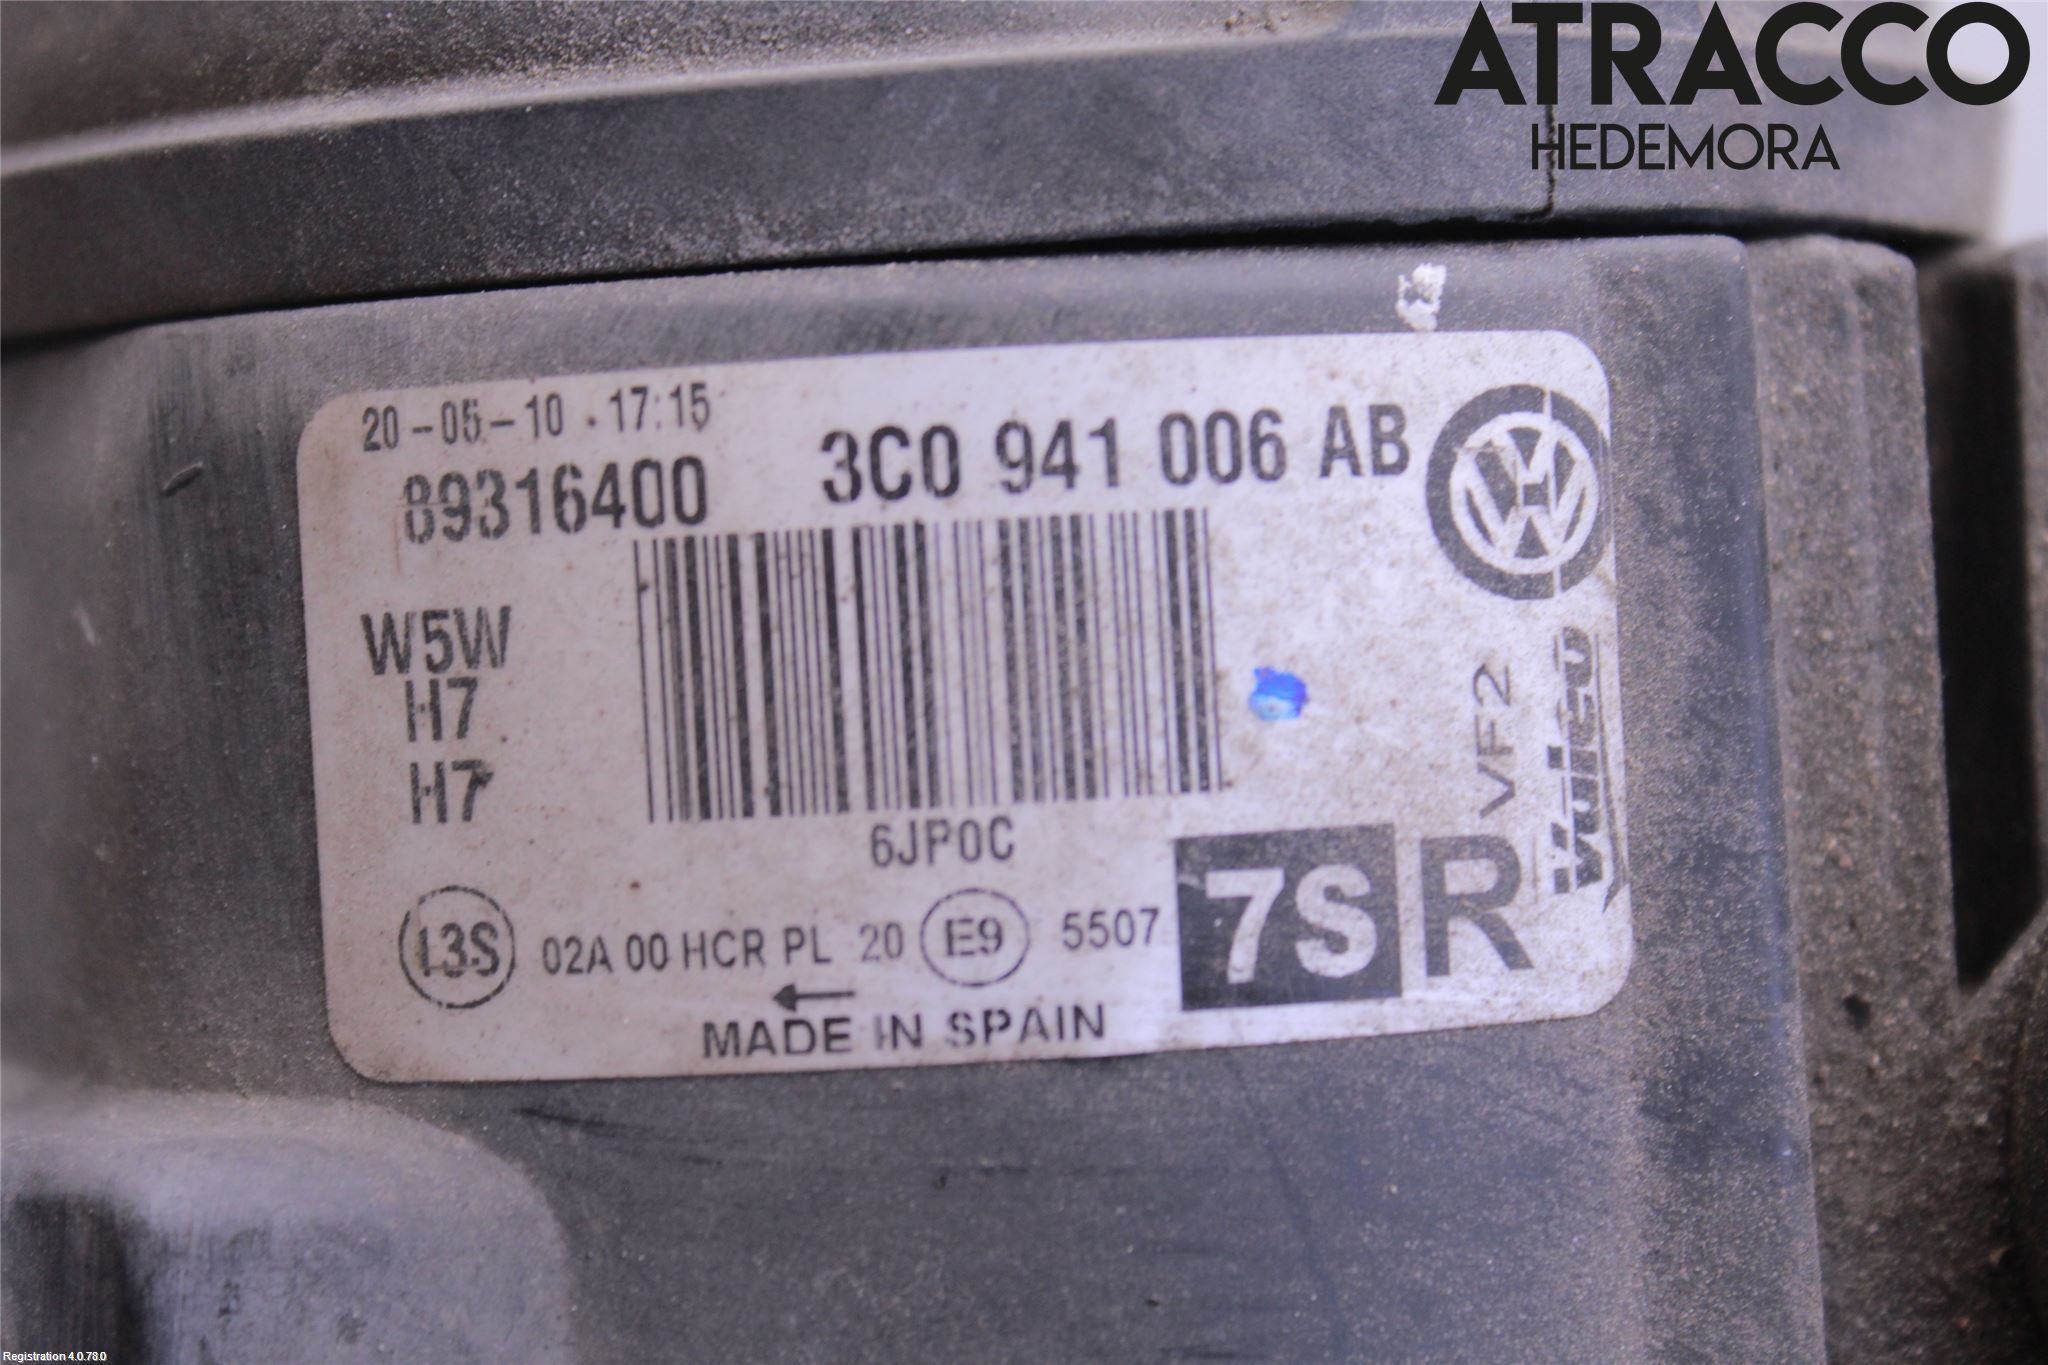 ATRACCO
HEDEMORA
20-05-10 . 17:15
89316400 3C0 941 006 AB
W5W
H7
H7
6JP0C
VF2
Valeo
7S R
13S 02A 00 HCR PL 20 E9 5507
MADE IN SPAIN
Registration 4.0.78.0